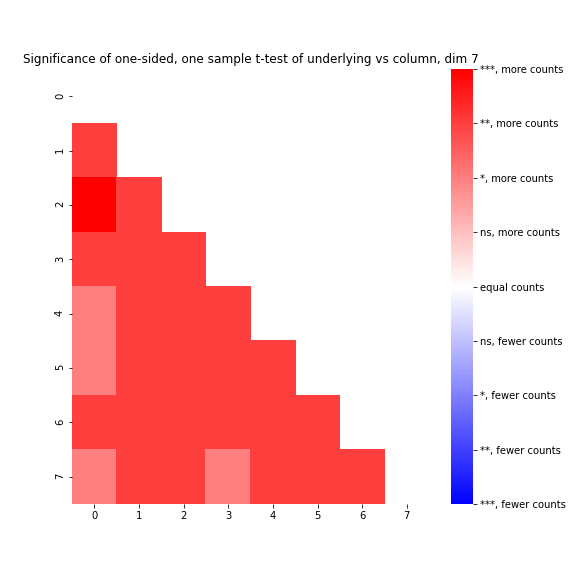 Significance of one-sided, one sample t-test of underlying vs column, dim 7
0
1
2
3
4
5
6
7
0 1 2 3 4 5 6 7
***, more counts
**, more counts
*, more counts
ns, more counts
equal counts
ns, fewer counts
*, fewer counts
**, fewer counts
***, fewer counts